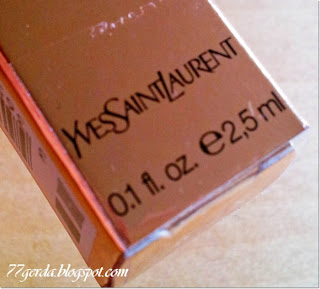 YVESSAINTLAURENT
0.1 fl. oz. e 2,5 ml
77gerda.blogspot.com